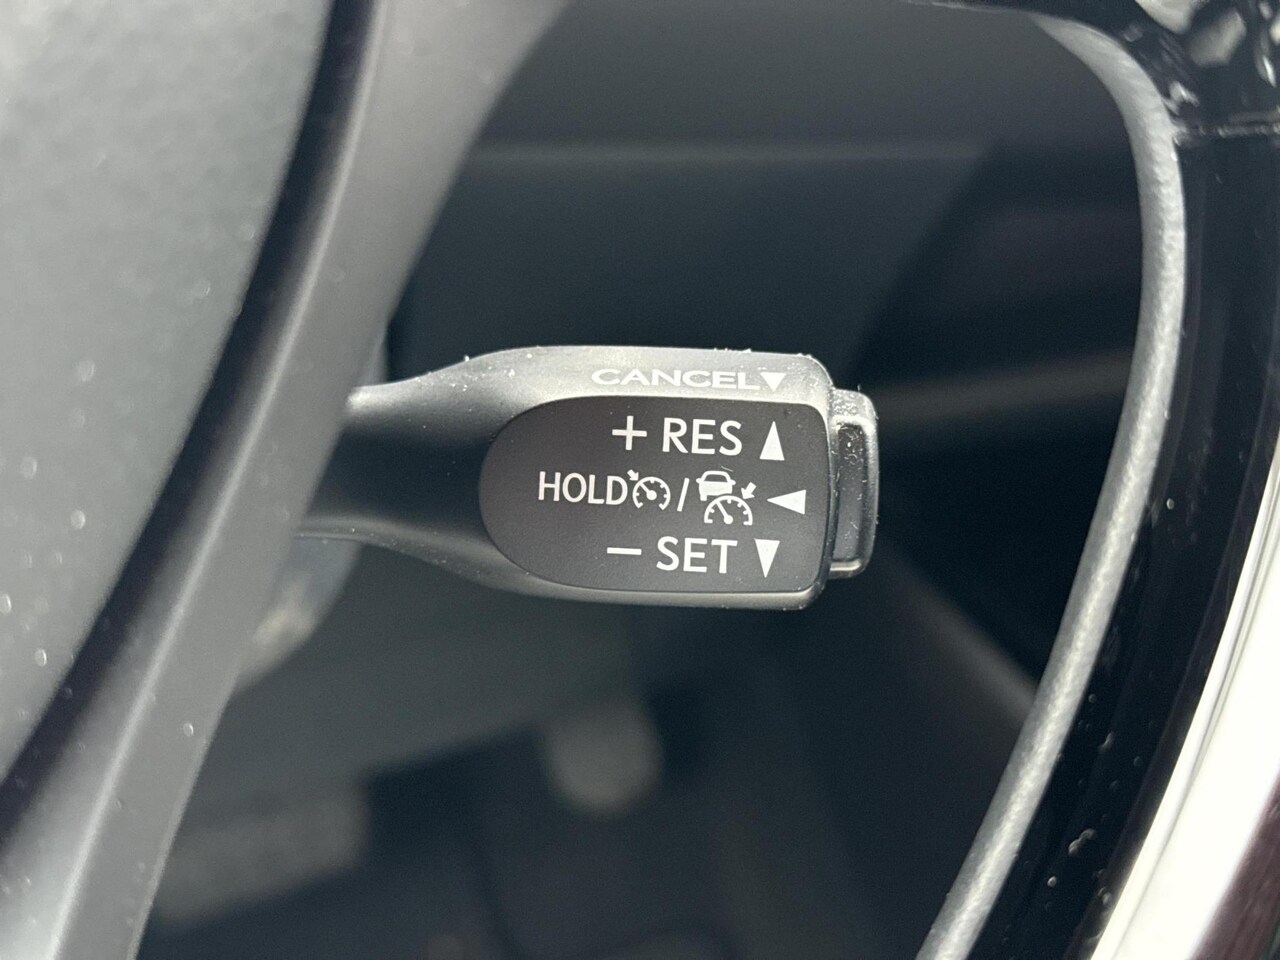 CANCEL▼
+ RES ▲
HOLD / ◀
− SET ▼